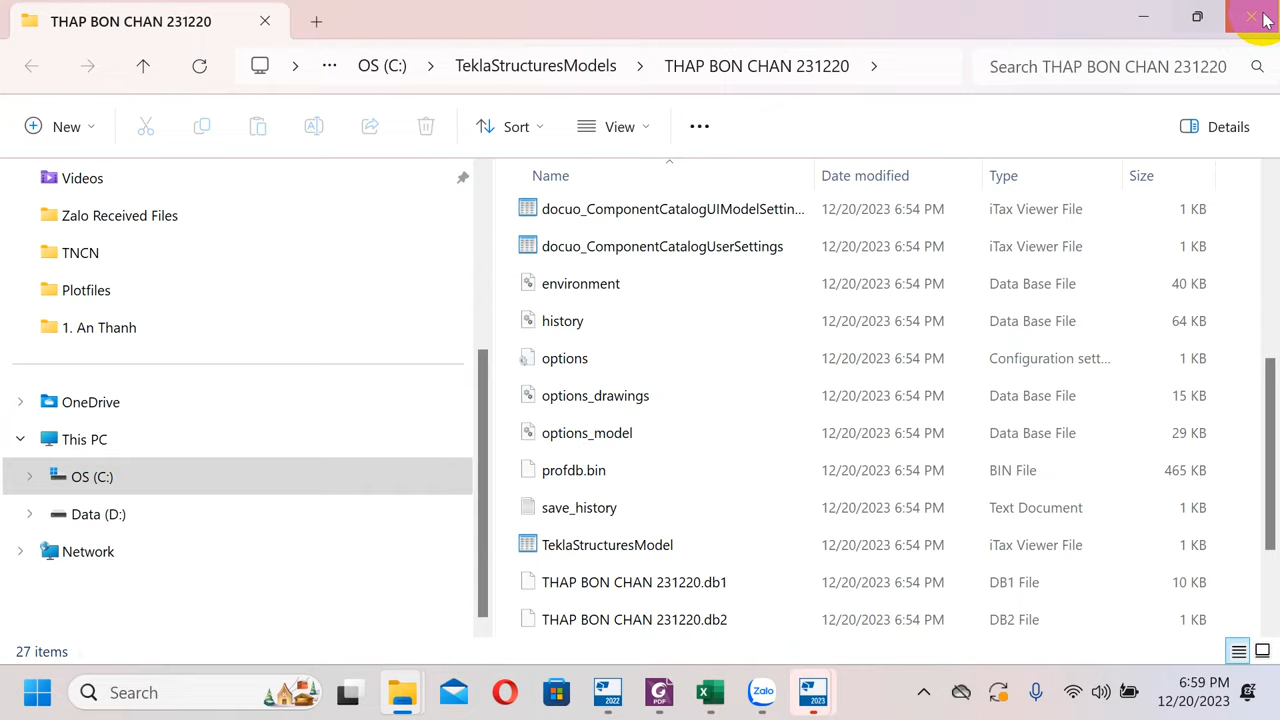 THAP BON CHAN 231220
OS (C:) TeklaStructuresModels THAP BON CHAN 231220 Search THAP BON CHAN 231220
New Sort View Details
Videos
Zalo Received Files
TNCN
Plotfiles
1. An Thanh
OneDrive
This PC
OS (C:)
Data (D:)
Network
Name Date modified Type Size
docuo_ComponentCatalogUIModelSettin... 12/20/2023 6:54 PM iTax Viewer File 1 KB
docuo_ComponentCatalogUserSettings 12/20/2023 6:54 PM iTax Viewer File 1 KB
environment 12/20/2023 6:54 PM Data Base File 40 KB
history 12/20/2023 6:54 PM Data Base File 64 KB
options 12/20/2023 6:54 PM Configuration sett... 1 KB
options_drawings 12/20/2023 6:54 PM Data Base File 15 KB
options_model 12/20/2023 6:54 PM Data Base File 29 KB
profdb.bin 12/20/2023 6:54 PM BIN File 465 KB
save_history 12/20/2023 6:54 PM Text Document 1 KB
TeklaStructuresModel 12/20/2023 6:54 PM iTax Viewer File 1 KB
THAP BON CHAN 231220.db1 12/20/2023 6:54 PM DB1 File 10 KB
THAP BON CHAN 231220.db2 12/20/2023 6:54 PM DB2 File 1 KB
27 items
Search 2022 PDF Zalo 2023 6:59 PM
12/20/2023